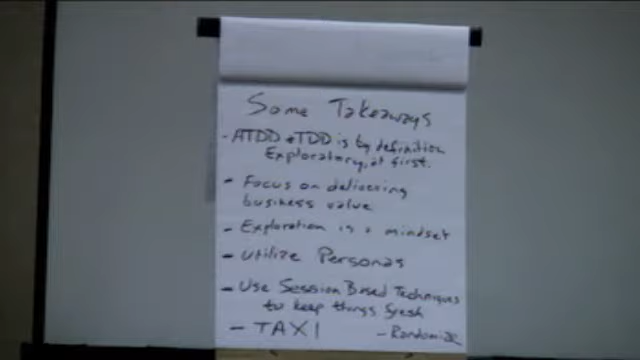 Some Takeaways
- ATDD + TDD is by definition
Exploratory, at first.
- Focus on delivering
business value
- Exploration is a mindset
- Utilize Personas
- Use Session Based Techniques
to keep things fresh
- TAXI - Randomize